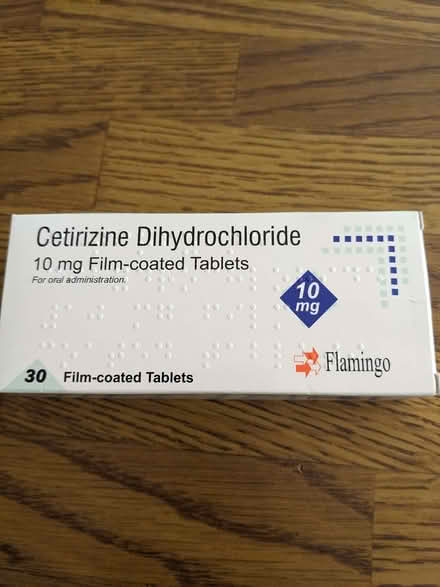 Cetirizine Dihydrochloride
10 mg Film-coated Tablets
For oral administration.
10
mg
Flamingo
30 Film-coated Tablets